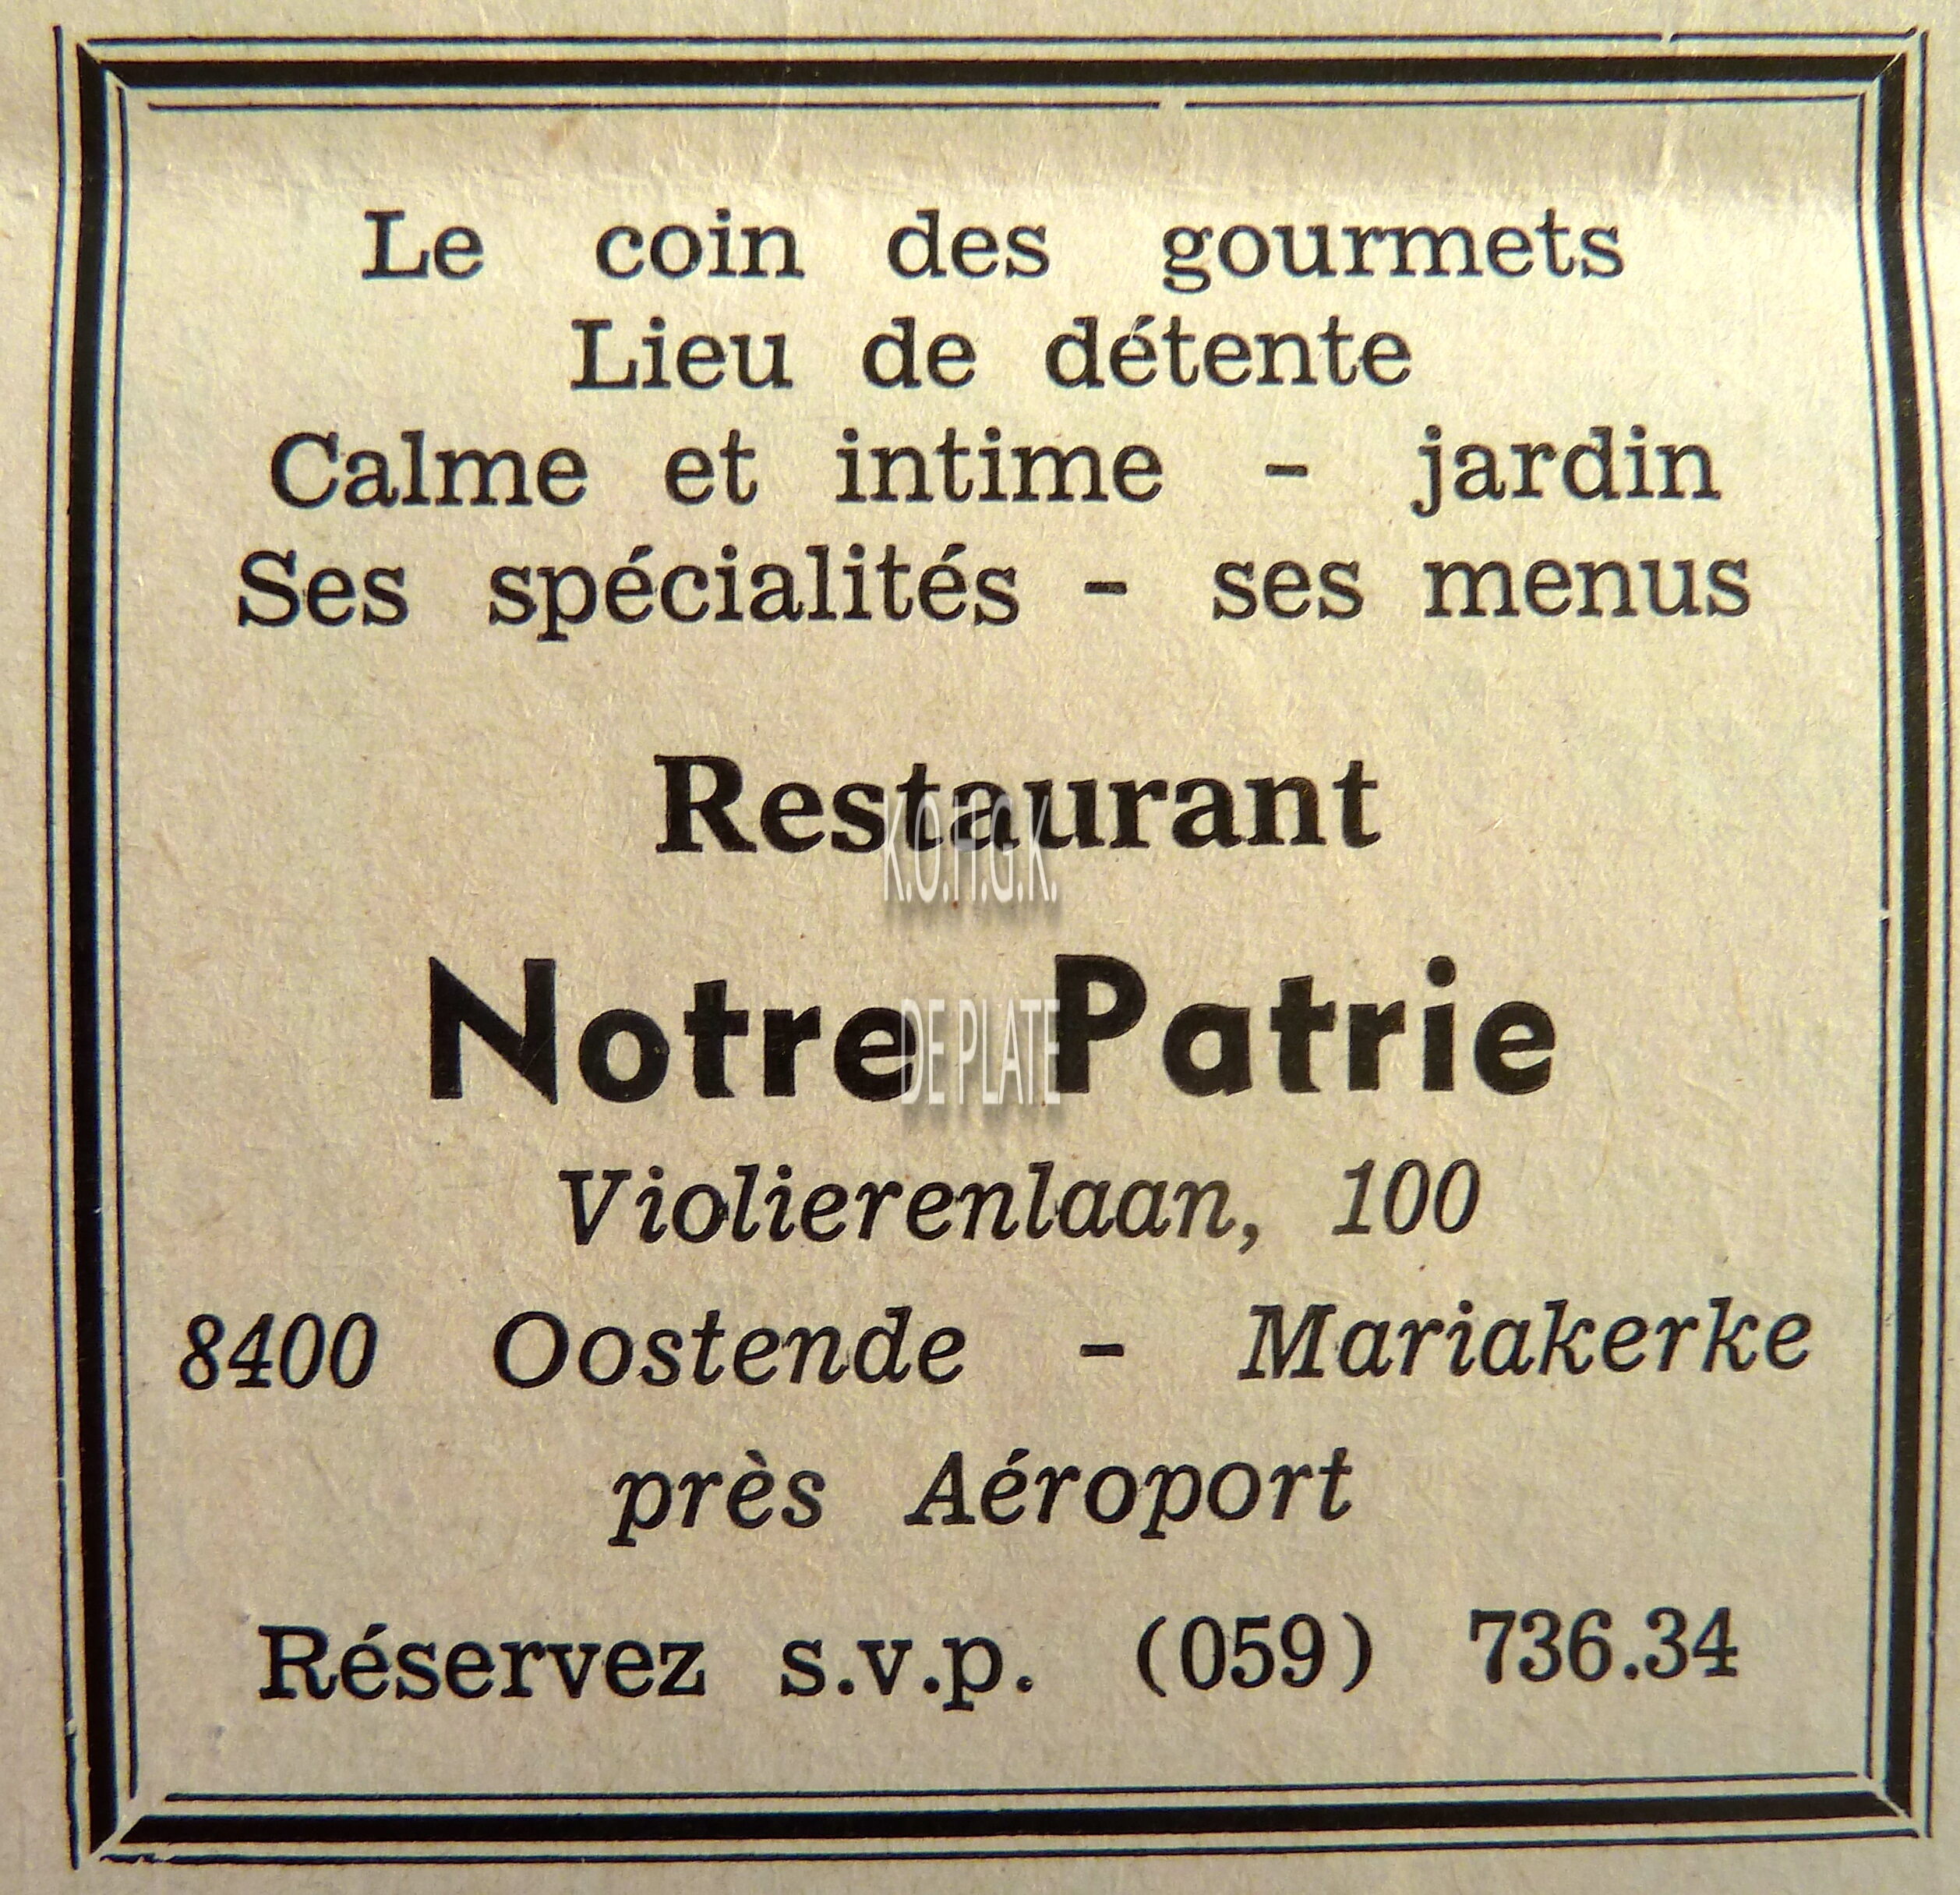 Le coin des gourmets
Lieu de détente
Calme et intime - jardin
Ses spécialités - ses menus
Restaurant
K.O.H.G.K.
Notre Patrie
DE PLATE
Violierenlaan, 100
8400 Oostende - Mariakerke
près Aéroport
Réservez s.v.p. (059) 736.34